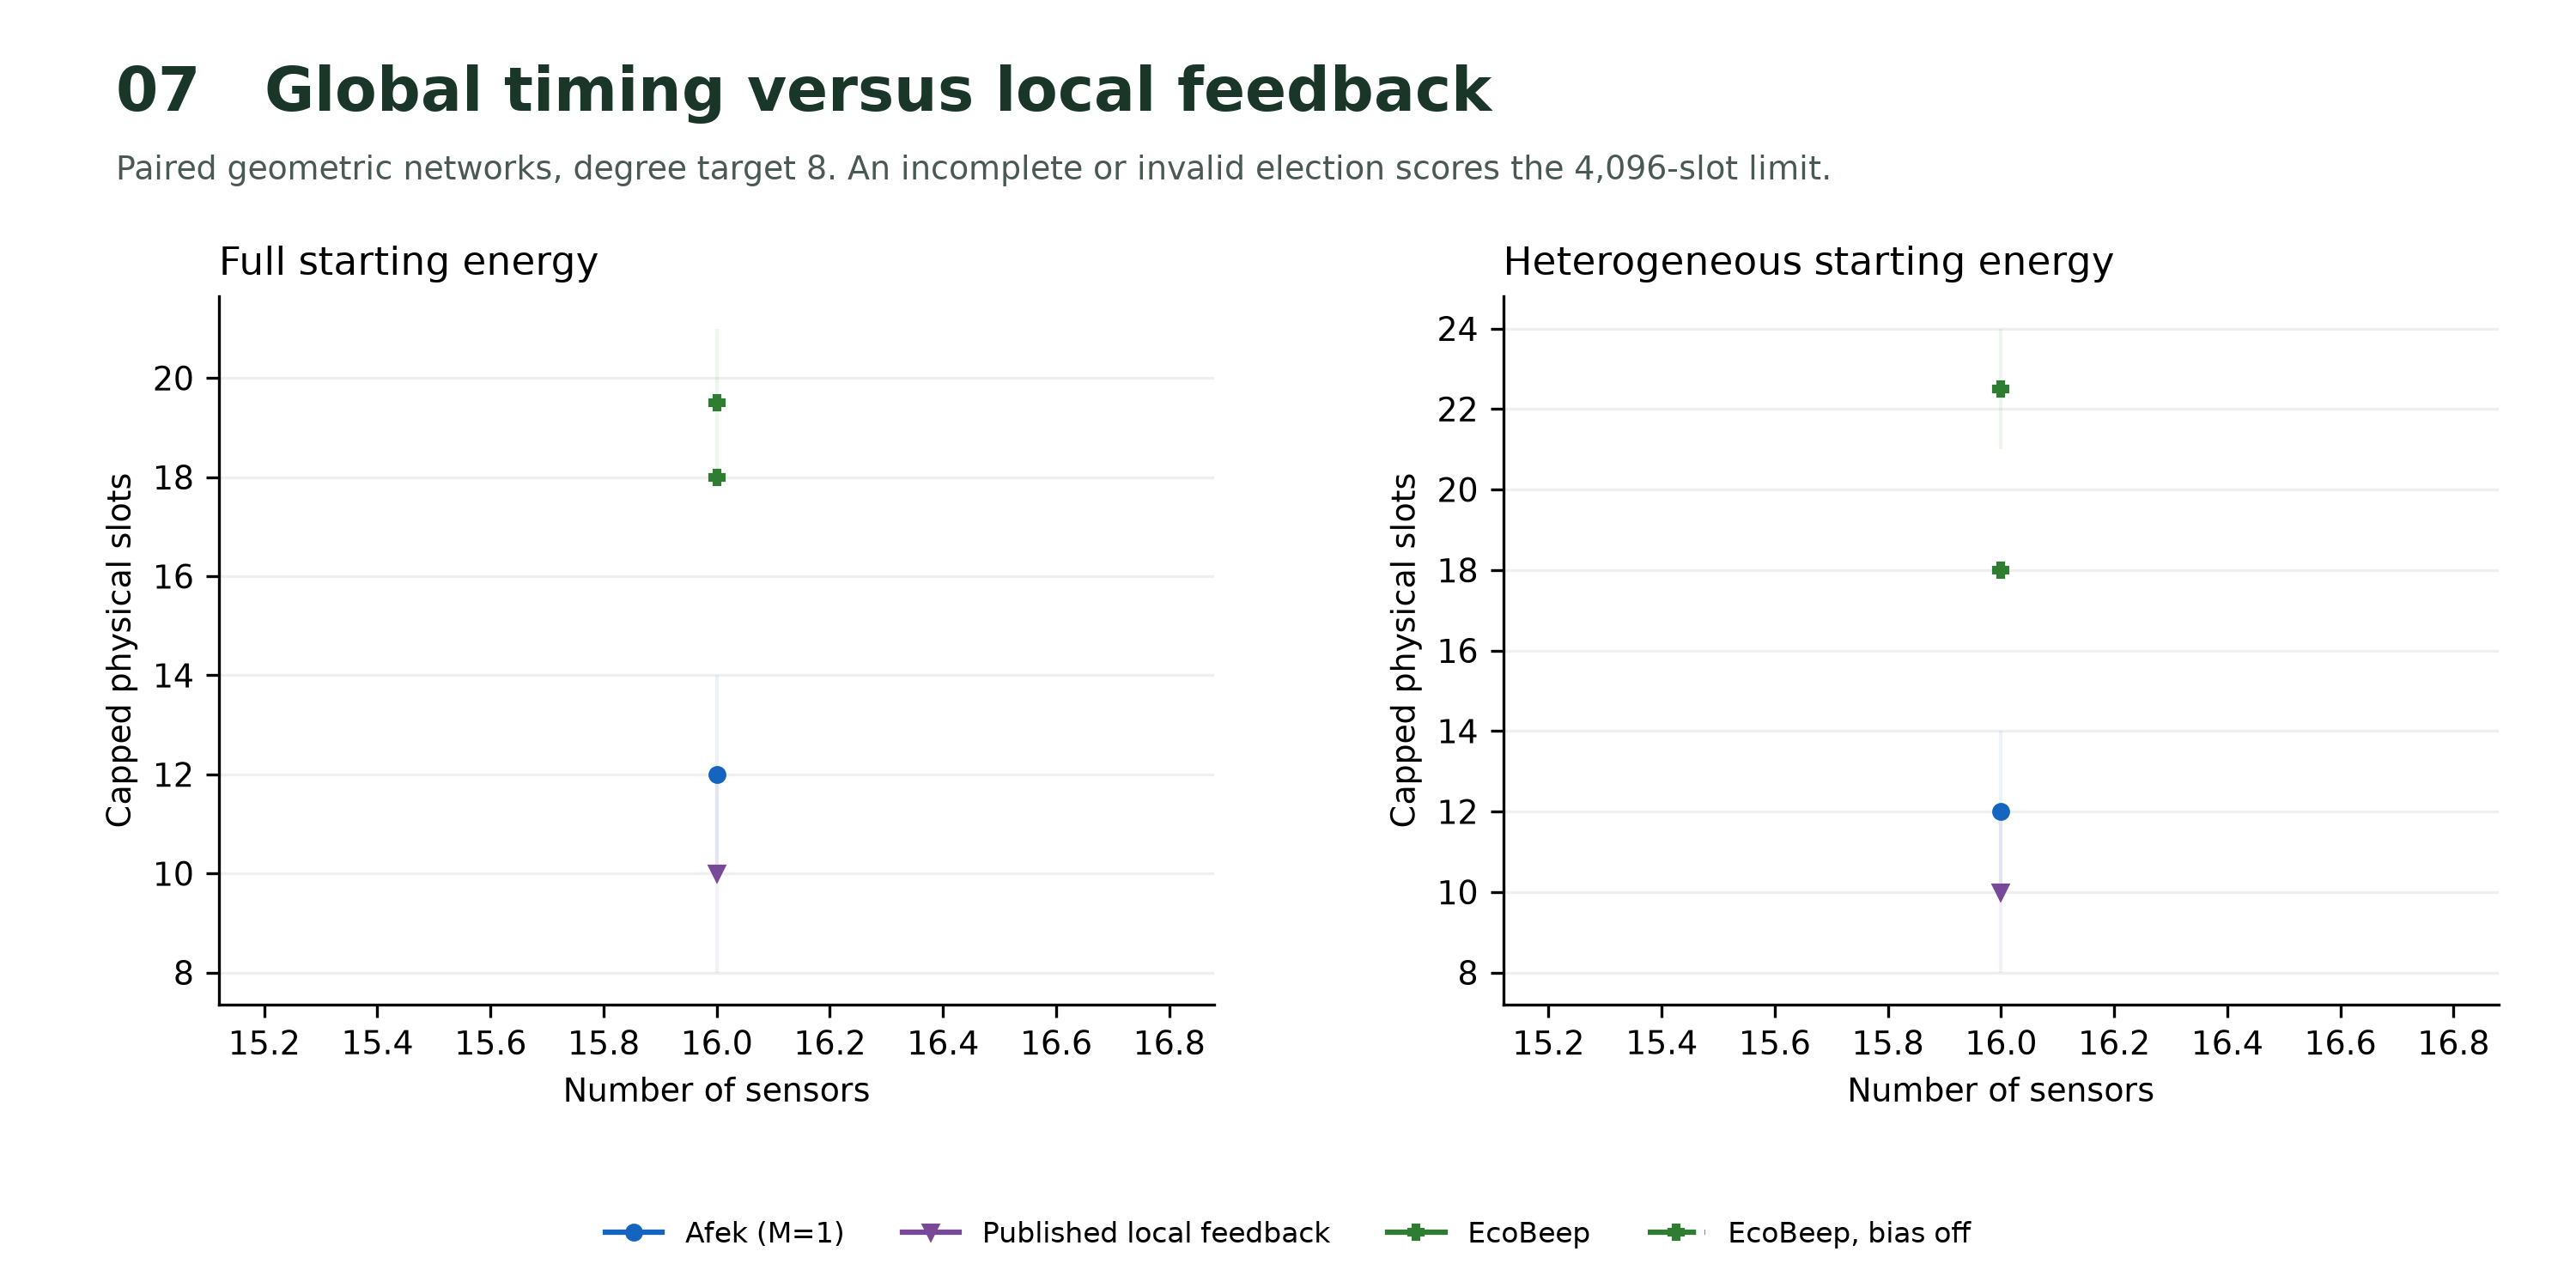 07 Global timing versus local feedback
Paired geometric networks, degree target 8. An incomplete or invalid election scores the 4,096-slot limit.
Full starting energy
Capped physical slots
20
18
16
14
12
10
8
15.2 15.4 15.6 15.8 16.0 16.2 16.4 16.6 16.8
Number of sensors
Heterogeneous starting energy
Capped physical slots
24
22
20
18
16
14
12
10
8
15.2 15.4 15.6 15.8 16.0 16.2 16.4 16.6 16.8
Number of sensors
Afek (M=1) Published local feedback EcoBeep EcoBeep, bias off